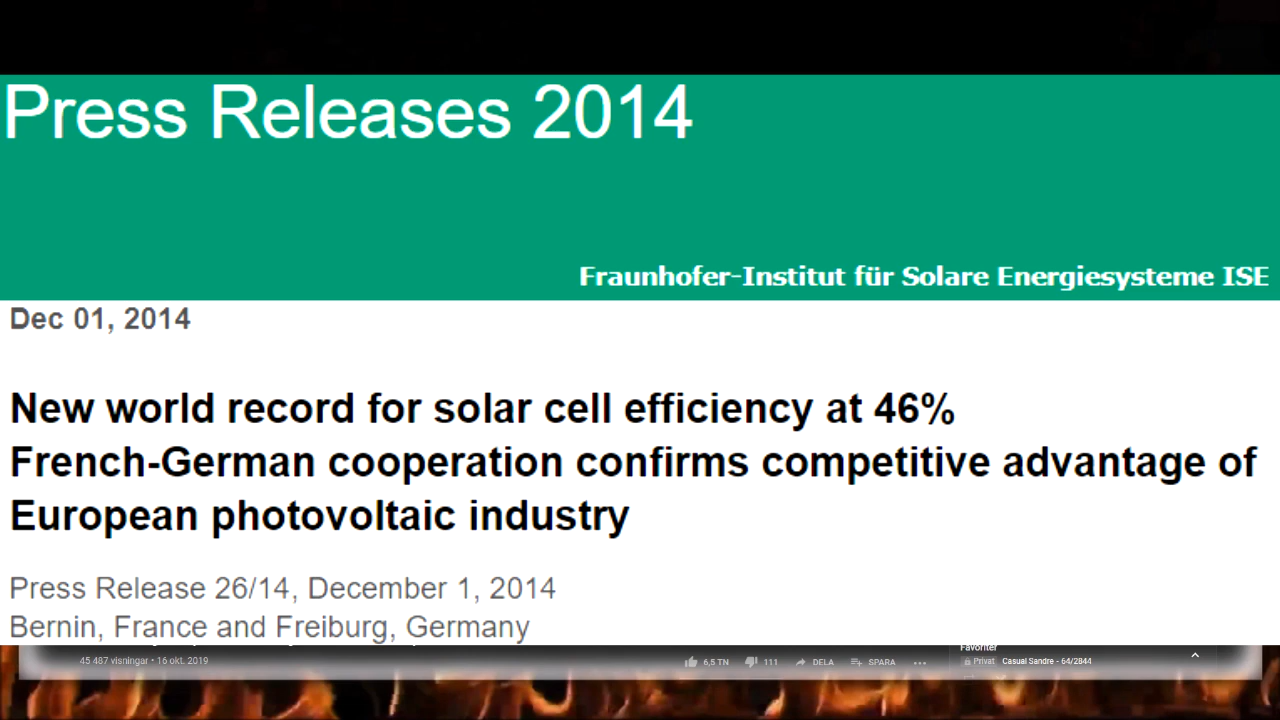 Press Releases 2014
Fraunhofer-Institut für Solare Energiesysteme ISE
Dec 01, 2014
New world record for solar cell efficiency at 46%
French-German cooperation confirms competitive advantage of
European photovoltaic industry
Press Release 26/14, December 1, 2014
Bernin, France and Freiburg, Germany
Favoriter
45 487 visningar • 16 okt. 2019
6,5 TN 111 DELA SPARA ...
Privat Casual Sandre - 64/2844